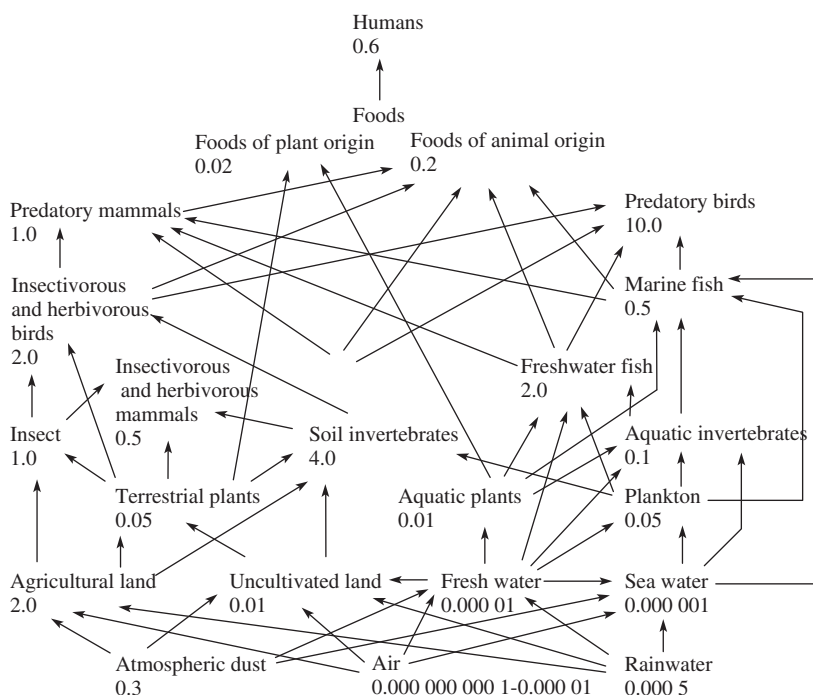 Humans
0.6
Foods
Foods of plant origin
0.02
Foods of animal origin
0.2
Predatory mammals
1.0
Predatory birds
10.0
Insectivorous
and herbivorous
birds
2.0
Marine fish
0.5
Insectivorous
and herbivorous
mammals
0.5
Freshwater fish
2.0
Insect
1.0
Soil invertebrates
4.0
Aquatic invertebrates
0.1
Terrestrial plants
0.05
Aquatic plants
0.01
Plankton
0.05
Agricultural land
2.0
Uncultivated land
0.01
Fresh water
0.000 01
Sea water
0.000 001
Atmospheric dust
0.3
Air
0.000 000 000 1-0.000 01
Rainwater
0.000 5